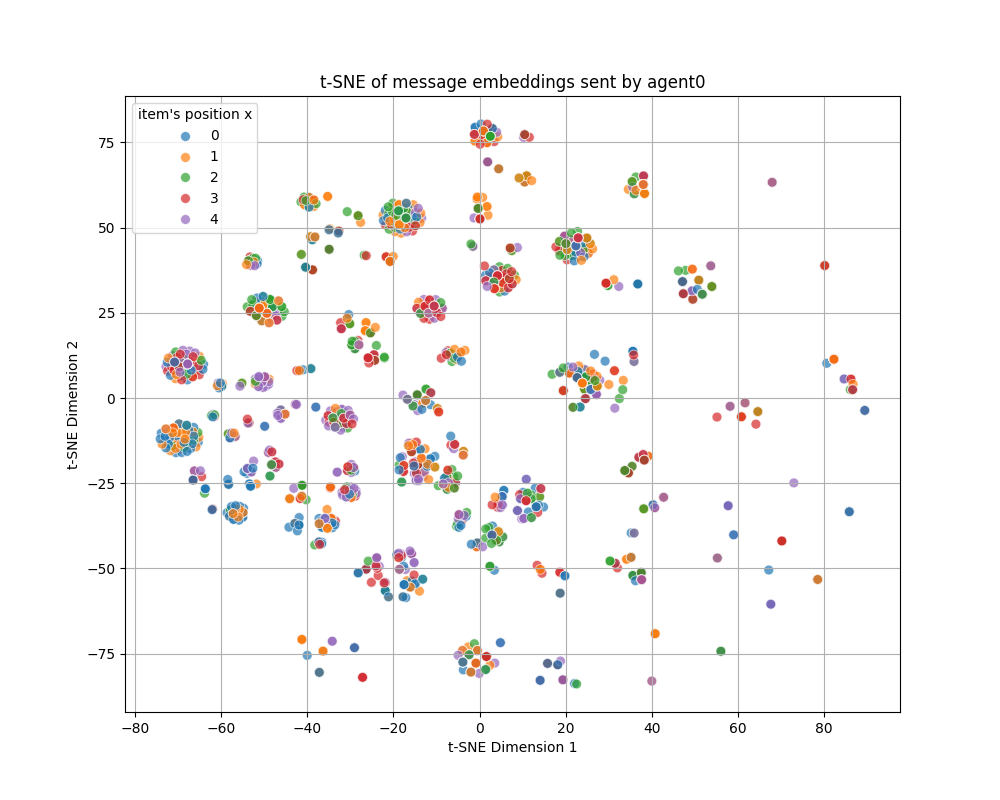 t-SNE of message embeddings sent by agent0
item's position x
0
1
2
3
4
75
50
25
0
−25
−50
−75
t-SNE Dimension 2
−80 −60 −40 −20 0 20 40 60 80
t-SNE Dimension 1